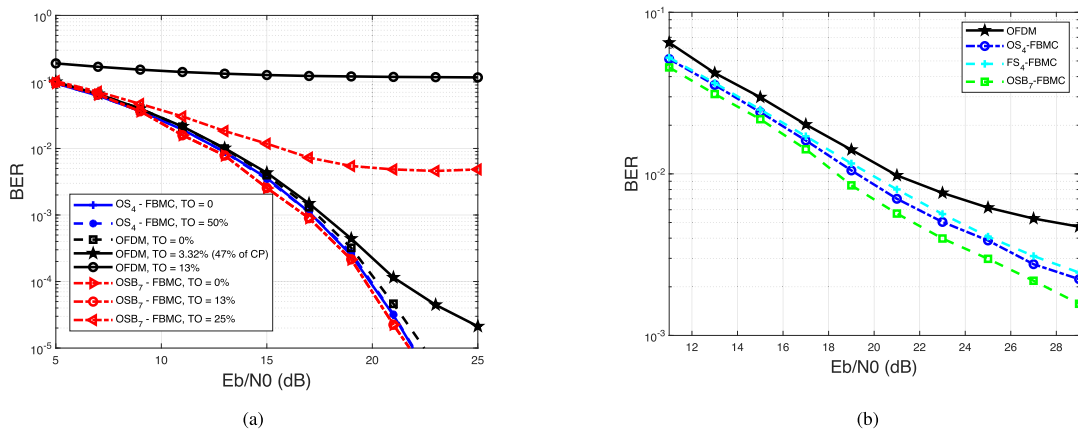 10^0
10^-1
10^-2
10^-3
10^-4
10^-5
BER
5
10
15
20
25
Eb/N0 (dB)
OS4 - FBMC, TO = 0
OS4 - FBMC, TO = 50%
OFDM, TO = 0%
OFDM, TO = 3.32% (47% of CP)
OFDM, TO = 13%
OSB7 - FBMC, TO = 0%
OSB7 - FBMC, TO = 13%
OSB7 - FBMC, TO = 25%
(a)
10^-1
10^-2
10^-3
BER
12
14
16
18
20
22
24
26
28
Eb/N0 (dB)
OFDM
OS4-FBMC
FS4-FBMC
OSB7-FBMC
(b)